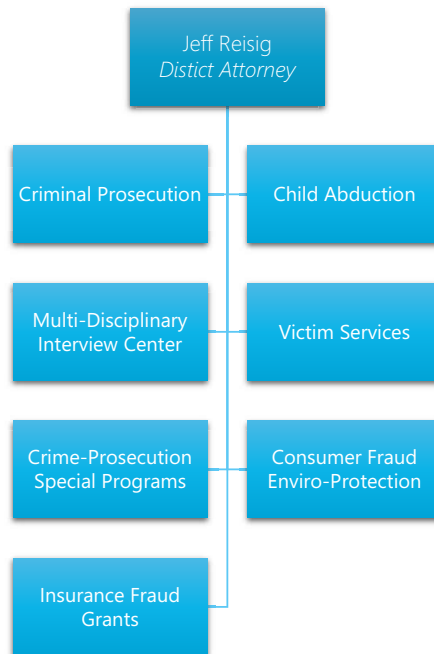 Jeff Reisig
Distict Attorney
Criminal Prosecution
Child Abduction
Multi-Disciplinary
Interview Center
Victim Services
Crime-Prosecution
Special Programs
Consumer Fraud
Enviro-Protection
Insurance Fraud
Grants